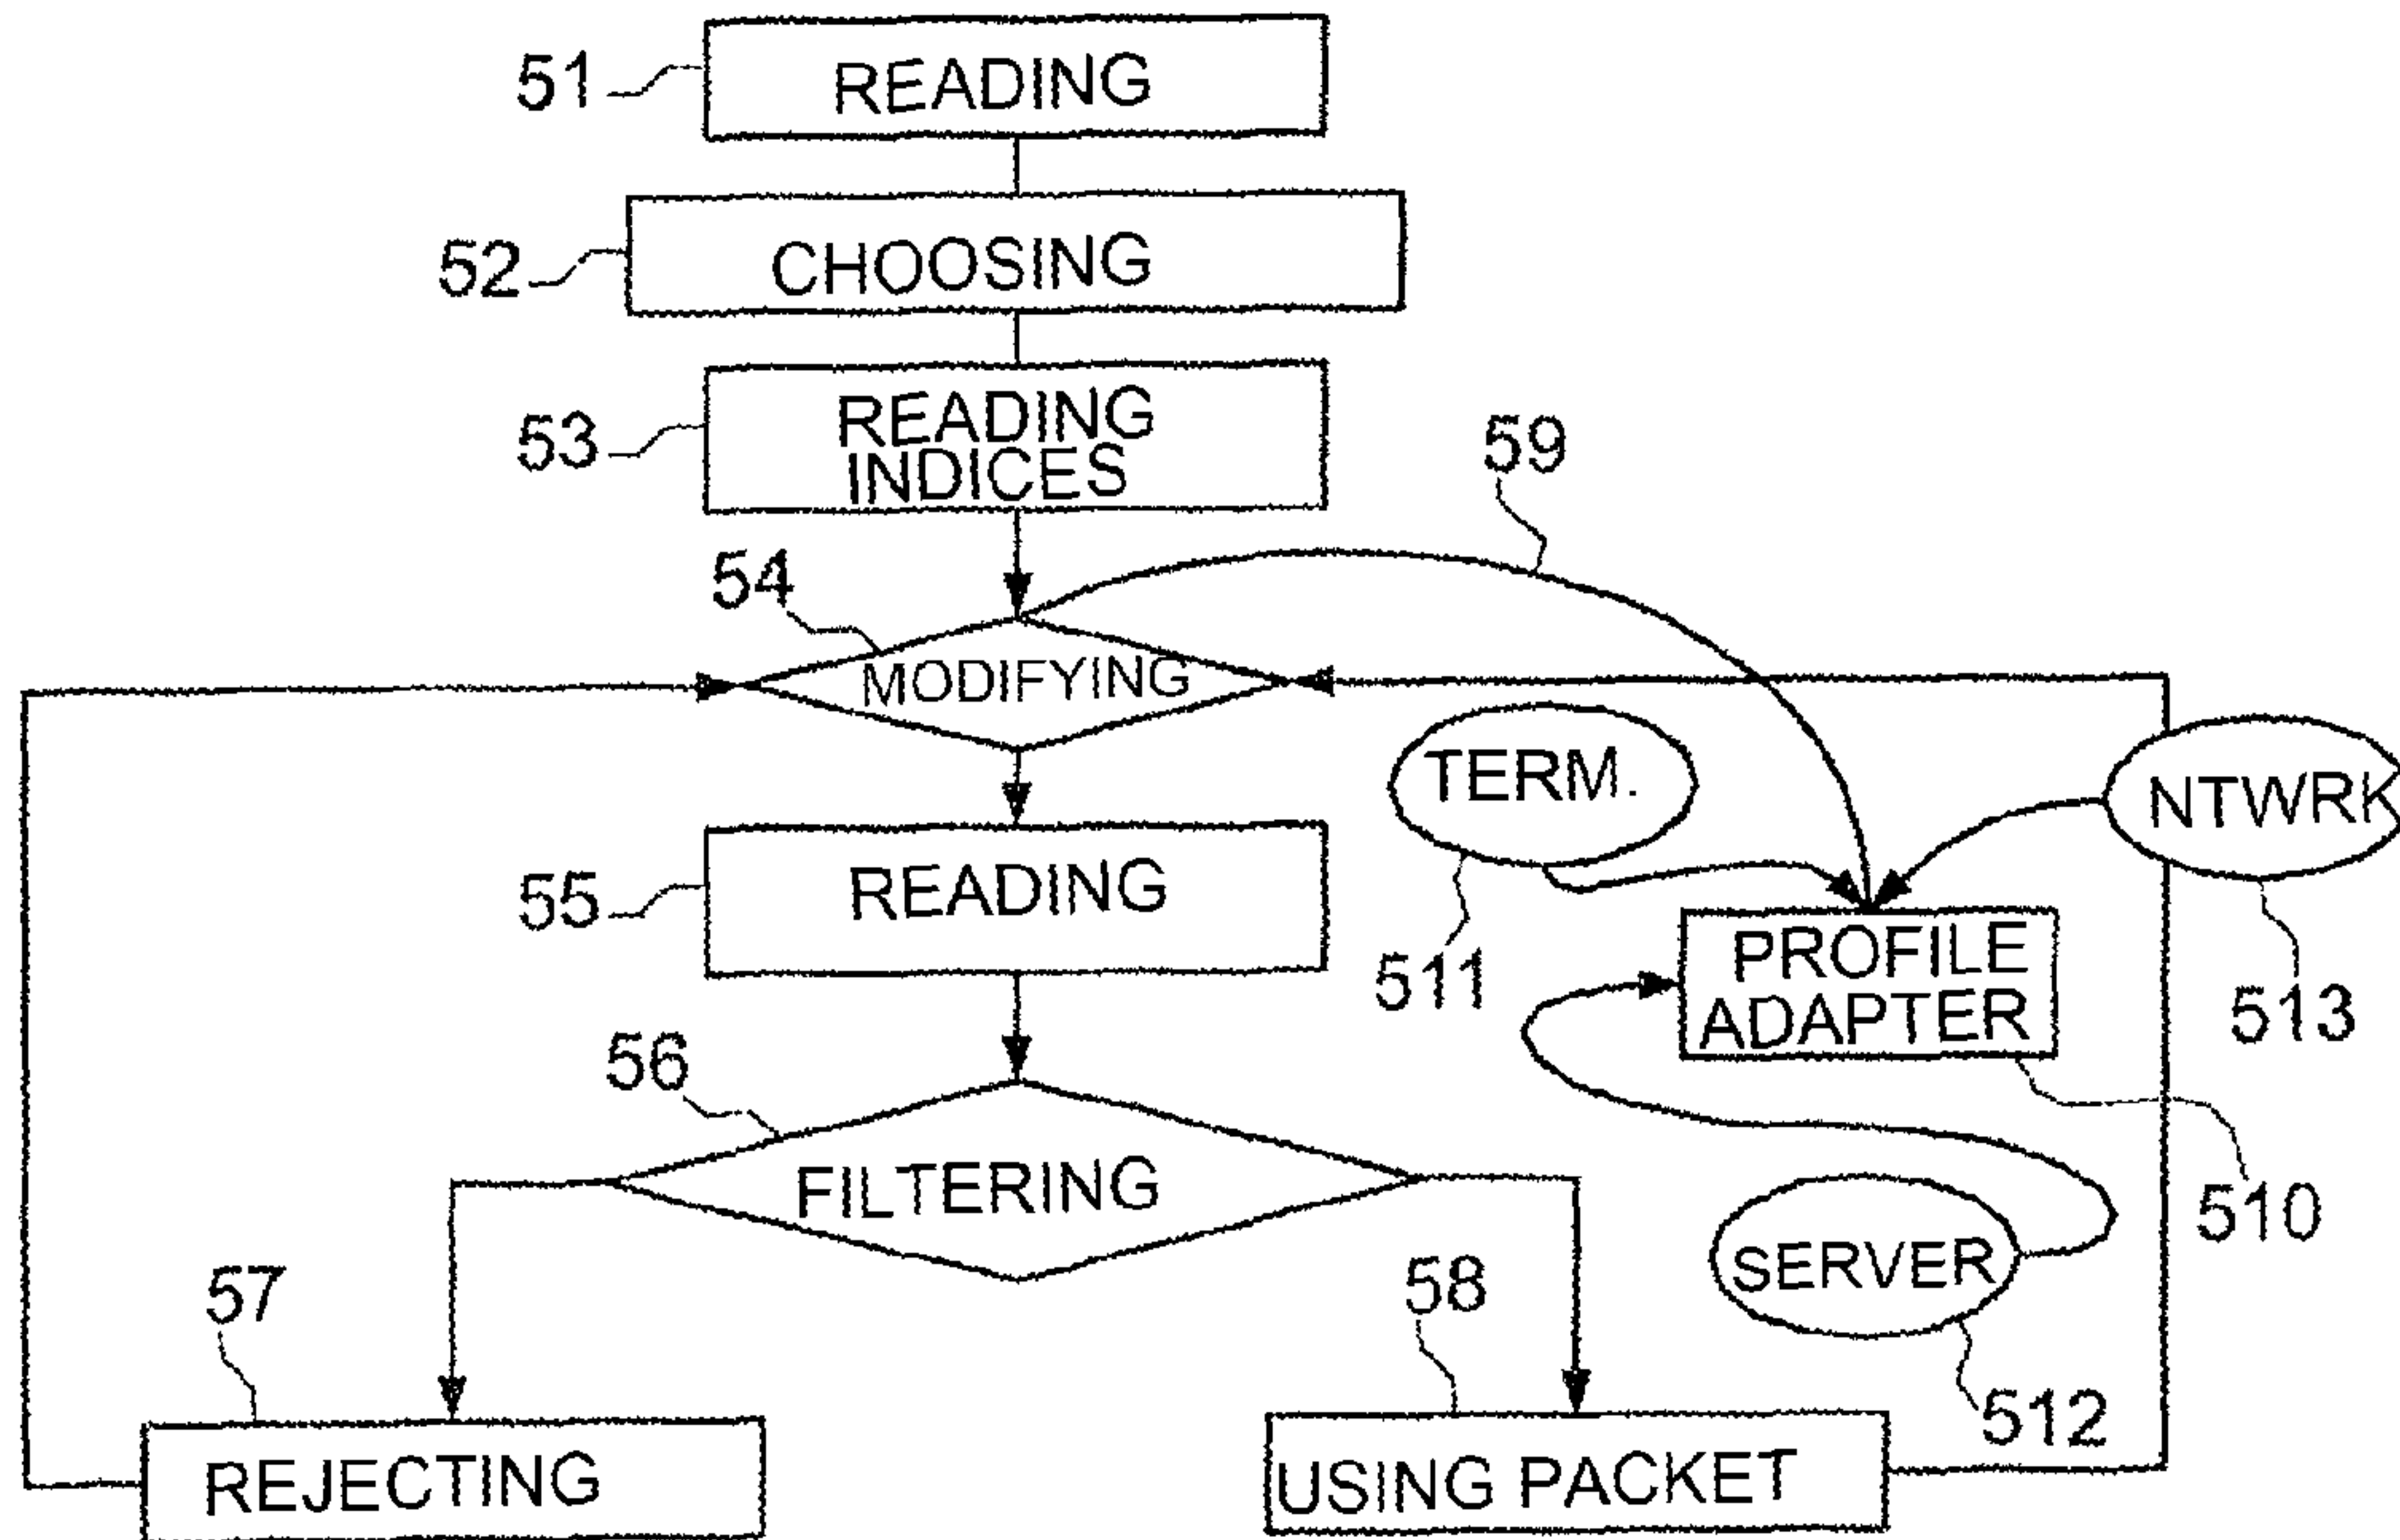 51
READING
52
CHOOSING
53
READING
INDICES
59
54
MODIFYING
TERM.
NTWRK
55
READING
511
PROFILE
ADAPTER
513
56
FILTERING
510
SERVER
57
58
512
REJECTING
USING PACKET